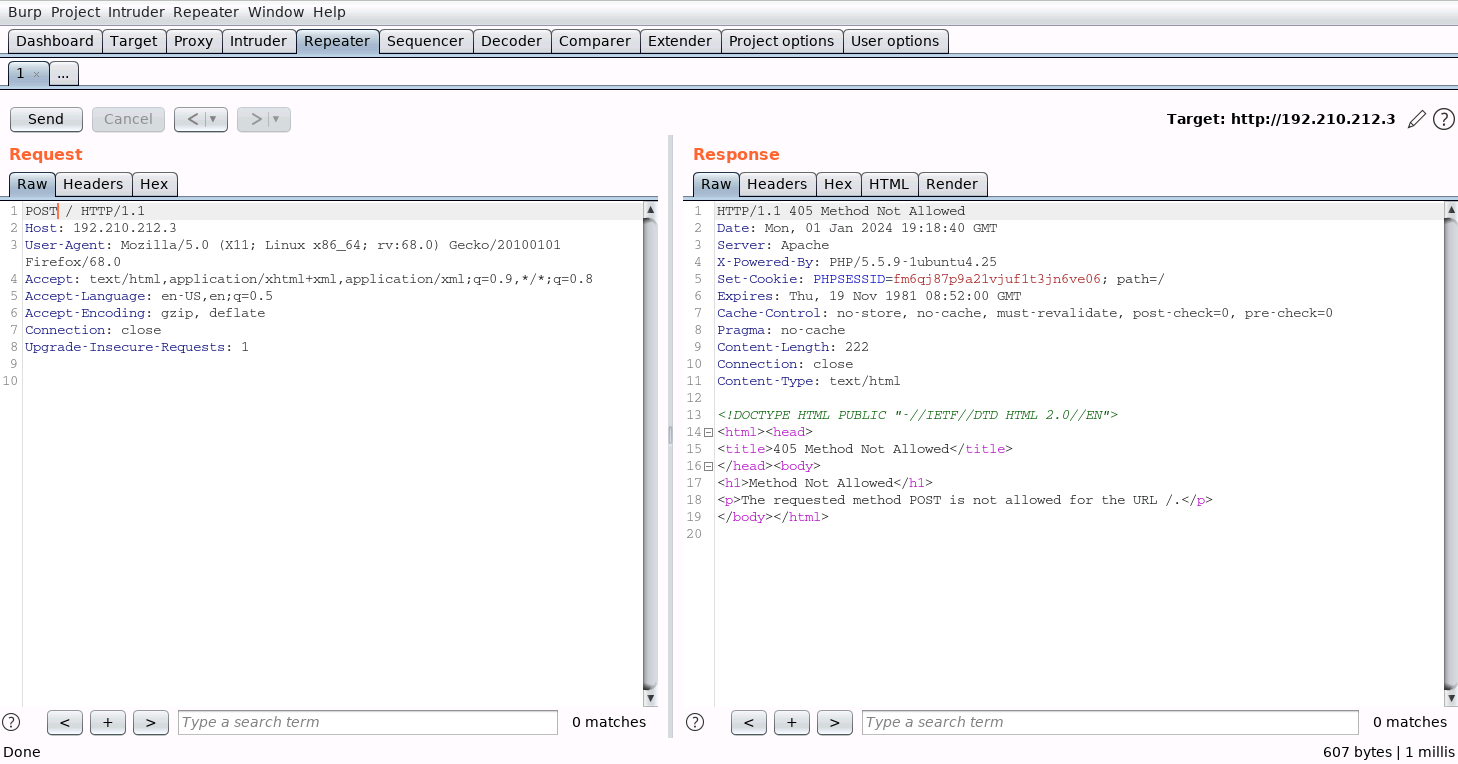 Burp Project Intruder Repeater Window Help
Dashboard Target Proxy Intruder Repeater Sequencer Decoder Comparer Extender Project options User options
1 × ...
Send Cancel < ▼ > ▼ Target: http://192.210.212.3 ?
Request
Raw Headers Hex
1 POST / HTTP/1.1
2 Host: 192.210.212.3
3 User-Agent: Mozilla/5.0 (X11; Linux x86_64; rv:68.0) Gecko/20100101
Firefox/68.0
4 Accept: text/html,application/xhtml+xml,application/xml;q=0.9,*/*;q=0.8
5 Accept-Language: en-US,en;q=0.5
6 Accept-Encoding: gzip, deflate
7 Connection: close
8 Upgrade-Insecure-Requests: 1
9
10
? < + > Type a search term 0 matches
Response
Raw Headers Hex HTML Render
1 HTTP/1.1 405 Method Not Allowed
2 Date: Mon, 01 Jan 2024 19:18:40 GMT
3 Server: Apache
4 X-Powered-By: PHP/5.5.9-1ubuntu4.25
5 Set-Cookie: PHPSESSID=fm6qj87p9a21vjuf1t3jn6ve06; path=/
6 Expires: Thu, 19 Nov 1981 08:52:00 GMT
7 Cache-Control: no-store, no-cache, must-revalidate, post-check=0, pre-check=0
8 Pragma: no-cache
9 Content-Length: 222
10 Connection: close
11 Content-Type: text/html
12
13 <!DOCTYPE HTML PUBLIC "-//IETF//DTD HTML 2.0//EN">
14 <html><head>
15 <title>405 Method Not Allowed</title>
16 </head><body>
17 <h1>Method Not Allowed</h1>
18 <p>The requested method POST is not allowed for the URL /.</p>
19 </body></html>
20
? < + > Type a search term 0 matches
Done 607 bytes | 1 millis